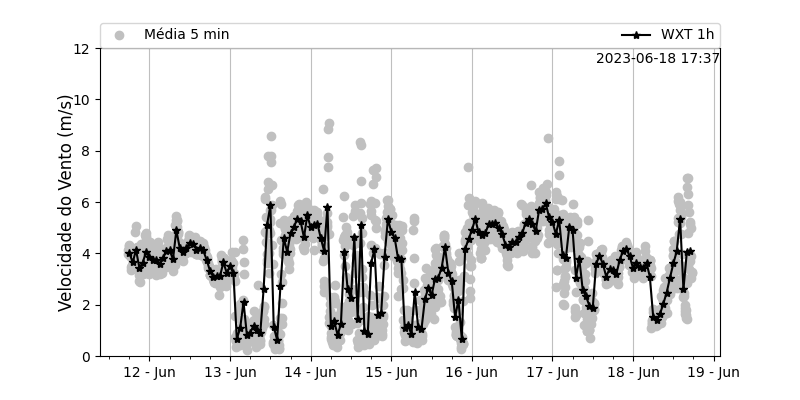 Média 5 min
WXT 1h
2023-06-18 17:37
Velocidade do Vento (m/s)
12
10
8
6
4
2
0
12 - Jun
13 - Jun
14 - Jun
15 - Jun
16 - Jun
17 - Jun
18 - Jun
19 - Jun